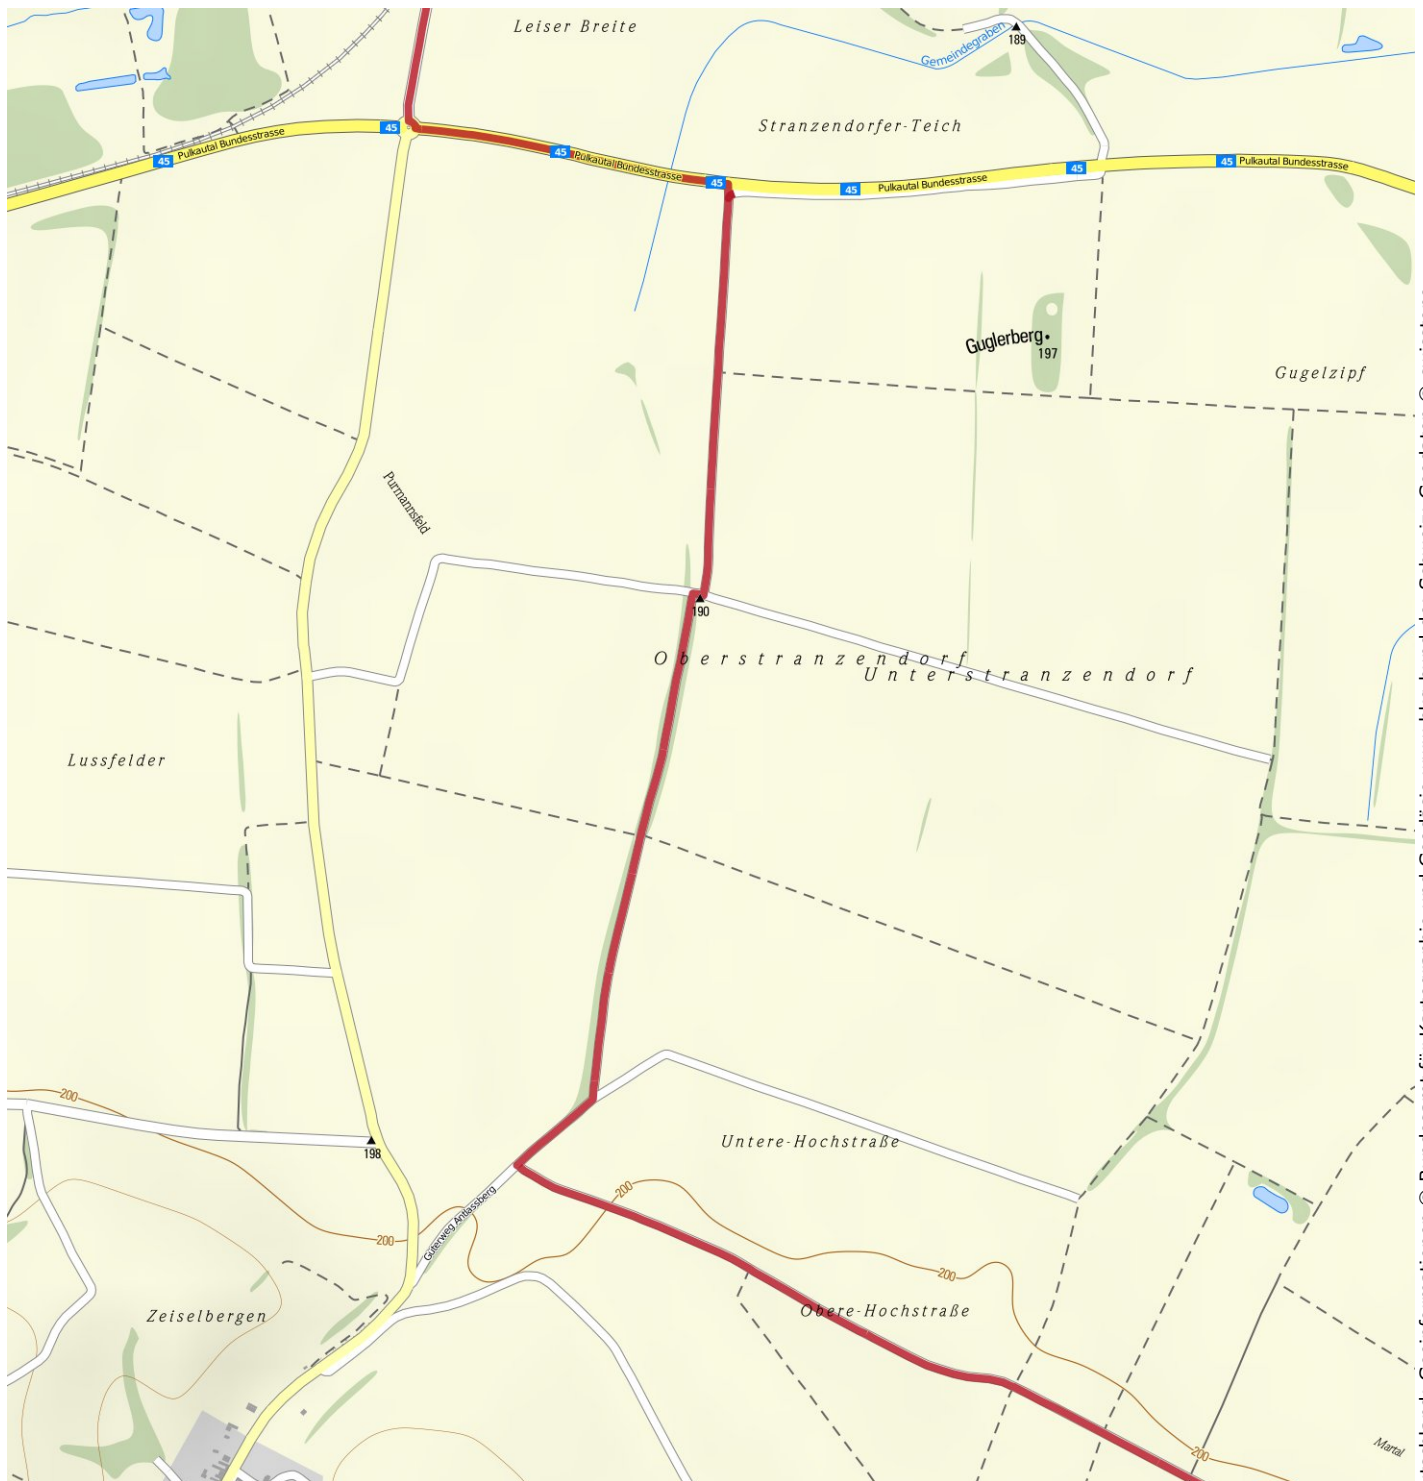 Leiser Breite
Gemeindegraben
189
Stranzendorfer-Teich
45
Pulkautal Bundesstrasse
45
45
Pulkautal Bundesstrasse
45
45
Pulkautal Bundesstrasse
45
45
Pulkautal Bundesstrasse
Guglerberg
197
Gugelzipf
Purmannsfeld
190
Oberstranzendorf
Unterstranzendorf
Lussfelder
200
198
Untere-Hochstraße
200
Güterweg Antlassberg
200
200
Zeiselbergen
Obere-Hochstraße
Martal
200